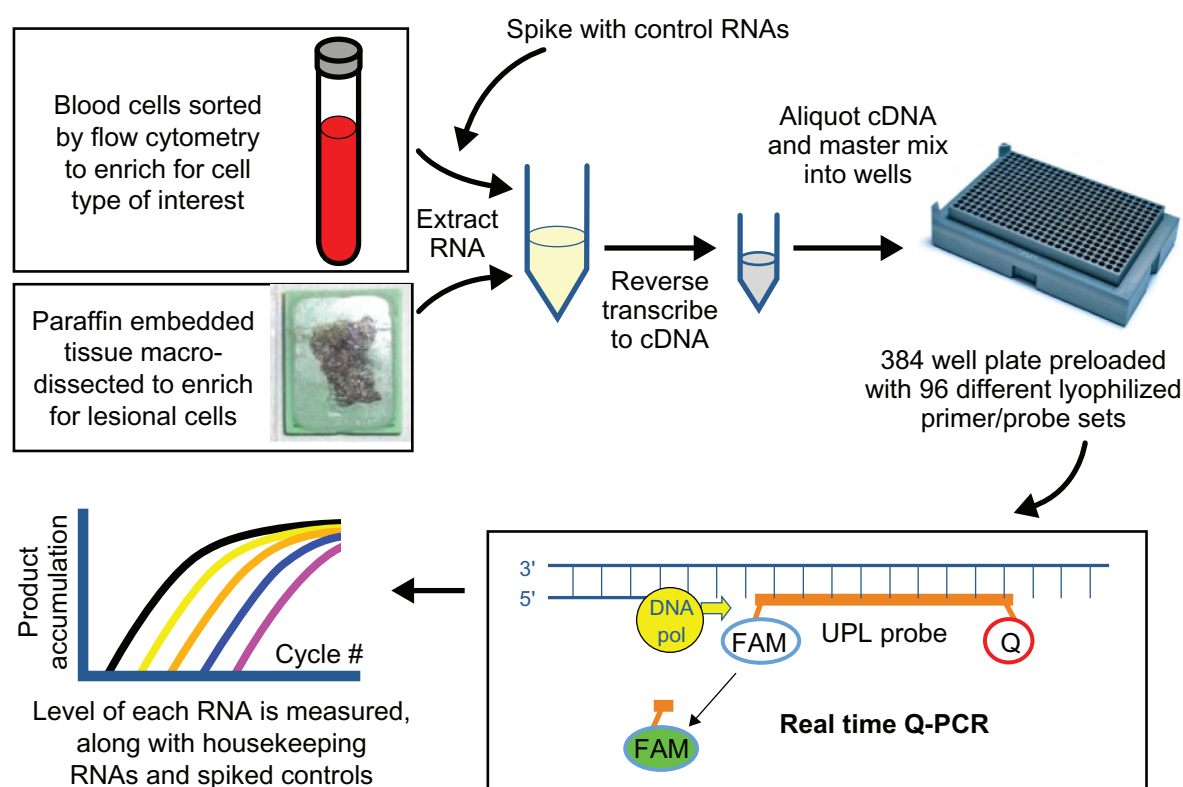 Spike with control RNAs
Blood cells sorted
by flow cytometry
to enrich for cell
type of interest
Extract
RNA
Paraffin embedded
tissue macro-
dissected to enrich
for lesional cells
Reverse
transcribe
to cDNA
Aliquot cDNA
and master mix
into wells
384 well plate preloaded
with 96 different lyophilized
primer/probe sets
3'
5'
DNA
pol
FAM
UPL probe
Q
FAM
Real time Q-PCR
Product
accumulation
Cycle #
Level of each RNA is measured,
along with housekeeping
RNAs and spiked controls